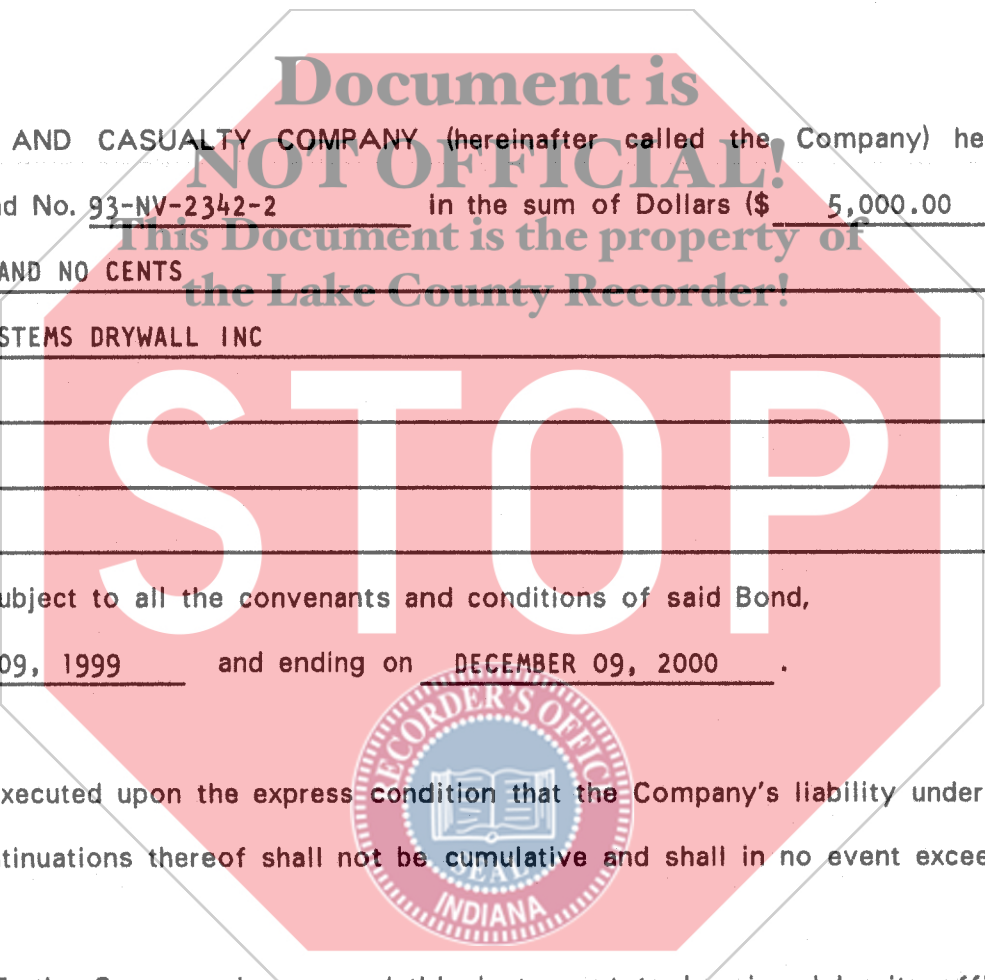 Document is
AND CASUALTY COMPANY (hereinafter called the Company) he
NOT OFFICIAL!
nd No. 93-NV-2342-2 in the sum of Dollars ($ 5,000.00
This Document is the property of
AND NO CENTS
the Lake County Recorder!
STEMS DRYWALL INC
STOP
ubject to all the convenants and conditions of said Bond,
09, 1999 and ending on DECEMBER 09, 2000 .
RECORDER'S OFFICE
xecuted upon the express condition that the Company's liability under
tinuations thereof shall not be cumulative and shall in no event excee
SEAL
INDIANA